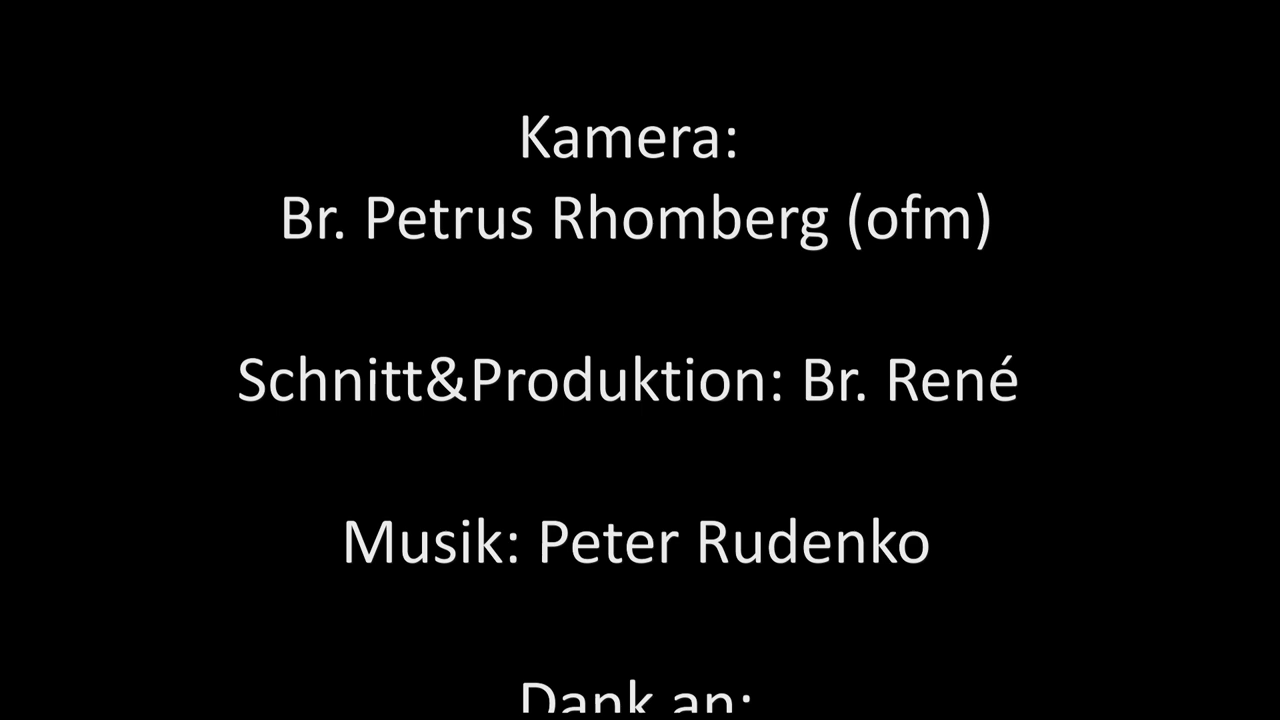 Kamera:
Br. Petrus Rhomberg (ofm)
Schnitt&Produktion: Br. René
Musik: Peter Rudenko
Dank an: